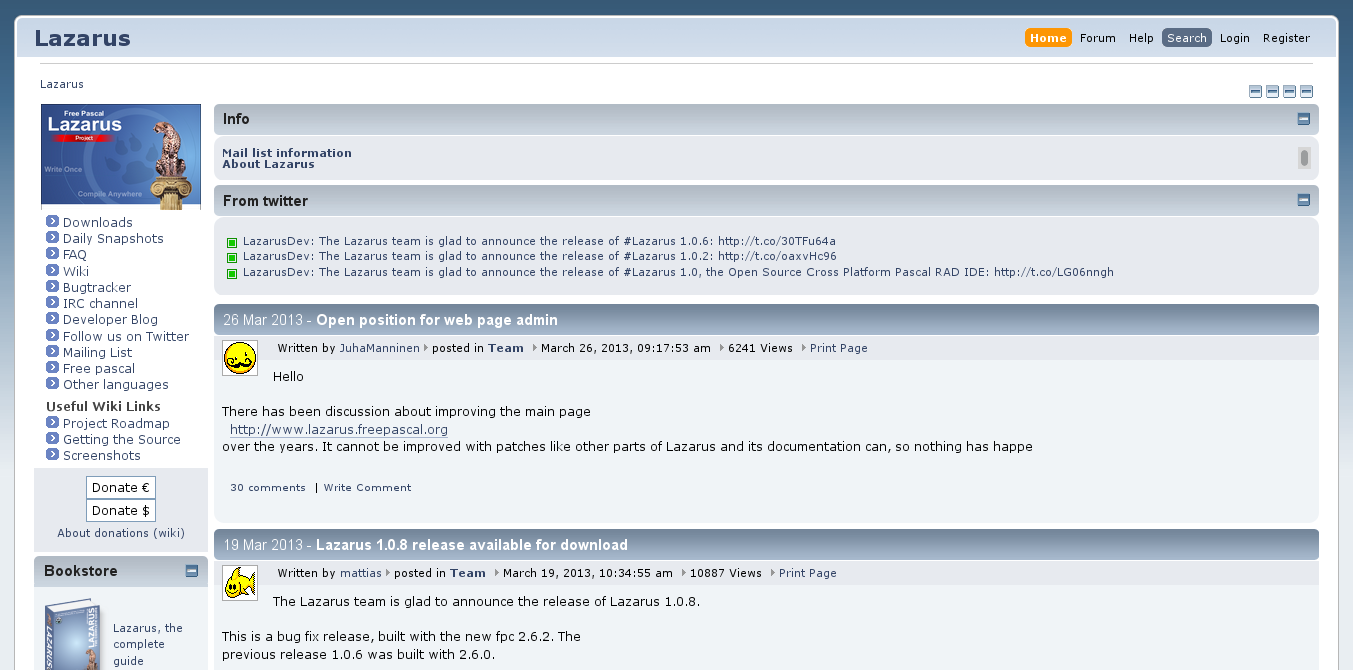 Lazarus
Home Forum Help Search Login Register
Lazarus
Free Pascal
Lazarus
Project
Write Once
Compile Anywhere
Downloads
Daily Snapshots
FAQ
Wiki
Bugtracker
IRC channel
Developer Blog
Follow us on Twitter
Mailing List
Free pascal
Other languages
Useful Wiki Links
Project Roadmap
Getting the Source
Screenshots
Donate €
Donate $
About donations (wiki)
Bookstore
LAZARUS
LAZARUS
Lazarus, the
complete
guide
Info
Mail list information
About Lazarus
From twitter
LazarusDev: The Lazarus team is glad to announce the release of #Lazarus 1.0.6: http://t.co/30TFu64a
LazarusDev: The Lazarus team is glad to announce the release of #Lazarus 1.0.2: http://t.co/oaxvHc96
LazarusDev: The Lazarus team is glad to announce the release of #Lazarus 1.0, the Open Source Cross Platform Pascal RAD IDE: http://t.co/LG06nngh
26 Mar 2013 - Open position for web page admin
Written by JuhaManninen posted in Team March 26, 2013, 09:17:53 am 6241 Views Print Page
Hello
There has been discussion about improving the main page
http://www.lazarus.freepascal.org
over the years. It cannot be improved with patches like other parts of Lazarus and its documentation can, so nothing has happe
30 comments | Write Comment
19 Mar 2013 - Lazarus 1.0.8 release available for download
Written by mattias posted in Team March 19, 2013, 10:34:55 am 10887 Views Print Page
The Lazarus team is glad to announce the release of Lazarus 1.0.8.
This is a bug fix release, built with the new fpc 2.6.2. The
previous release 1.0.6 was built with 2.6.0.